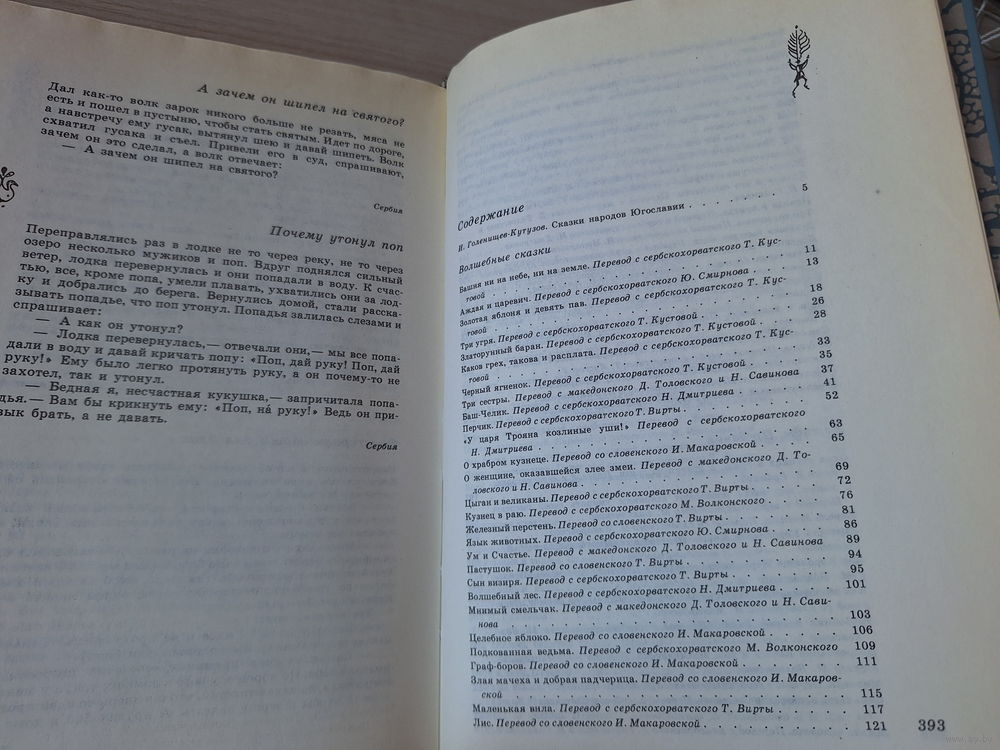 А зачем он шипел на святого?
Дал как-то волк зарок никого больше не резать, мяса не
есть и пошел в пустыню, чтобы стать святым. Идет по дороге,
а навстречу ему гусак, вытянул шею и давай шипеть. Волк
схватил гусака и съел. Привели его в суд, спрашивают,
зачем он это сделал, а волк отвечает:
— А зачем он шипел на святого?
Сербия
Почему утонул поп
Переправлялись раз в лодке не то через реку, не то через
озеро несколько мужиков и поп. Вдруг поднялся сильный
ветер, лодка перевернулась и они попадали в воду. К счас-
тью, все, кроме попа, умели плавать, ухватились они за лод-
ку и добрались до берега. Вернулись домой, стали расска-
зывать попадье, что поп утонул. Попадья залилась слезами и
спрашивает:
— А как он утонул?
— Лодка перевернулась,— отвечали они,— мы все попа-
дали в воду и давай кричать попу: «Поп, дай руку! Поп, дай
руку!» Ему было легко протянуть руку, а он почему-то не
захотел, так и утонул.
— Бедная я, несчастная кукушка,— запричитала попа-
дья.— Вам бы крикнуть ему: «Поп, на́ руку!» Ведь он при-
вык брать, а не давать.
Сербия
Содержание
И. Голенищев-Кутузов. Сказки народов Югославии . . . . . . . 5
Волшебные сказки
Башня ни на небе, ни на земле. Перевод с сербскохорватского Т. Кус-
товой . . . . . . . . . . . . . . . . . . 11
Аждая и царевич. Перевод с сербскохорватского Ю. Смирнова . . . 13
Золотая яблоня и девять пав. Перевод с сербскохорватского Т. Кус-
товой . . . . . . . . . . . . . . . . . . 18
Три угря. Перевод с сербскохорватского Т. Кустовой . . . . . . 26
Златорунный баран. Перевод с сербскохорватского Т. Кустовой . . . 28
Каков грех, такова и расплата. Перевод с сербскохорватского Т. Кус-
товой . . . . . . . . . . . . . . . . . . 33
Черный ягненок. Перевод с сербскохорватского Т. Кустовой . . . . 35
Три сестры. Перевод с македонского Д. Толовского и Н. Савинова 37
Баш-Челик. Перевод с сербскохорватского Н. Дмитриева . . . . . 41
Перчик. Перевод с сербскохорватского Т. Вирты . . . . . . . 52
«У царя Трояна козлиные уши!» Перевод с сербскохорватского
Н. Дмитриева . . . . . . . . . . . . . . . 63
О храбром кузнеце. Перевод со словенского И. Макаровской . . . . 65
О женщине, оказавшейся злее змеи. Перевод с македонского Д. То-
ловского и Н. Савинова . . . . . . . . . . . . 69
Цыган и великаны. Перевод с сербскохорватского Т. Вирты . . . . 72
Кузнец в раю. Перевод с сербскохорватского М. Волконского . . . . 76
Железный перстень. Перевод со словенского Т. Вирты . . . . . . 81
Язык животных. Перевод с сербскохорватского Ю. Смирнова . . . . 86
Ум и Счастье. Перевод с македонского Д. Толовского и Н. Савинова 89
Пастушок. Перевод со словенского Т. Вирты . . . . . . . . . 94
Сын визиря. Перевод с сербскохорватского Т. Вирты . . . . . . 95
Волшебный лес. Перевод с сербскохорватского Н. Дмитриева . . . . 101
Мнимый смельчак. Перевод с македонского Д. Толовского и Н. Сави-
нова . . . . . . . . . . . . . . . . . . 103
Целебное яблоко. Перевод со словенского И. Макаровской . . . . . 106
Подкованная ведьма. Перевод с сербскохорватского М. Волконского 109
Граф-боров. Перевод со словенского И. Макаровской . . . . . . 111
Злая мачеха и добрая падчерица. Перевод со словенского И. Макаров-
ской . . . . . . . . . . . . . . . . . . 115
Маленькая вила. Перевод с сербскохорватского Т. Вирты . . . . . 117
Лис. Перевод со словенского И. Макаровской . . . . . . . . 121
393